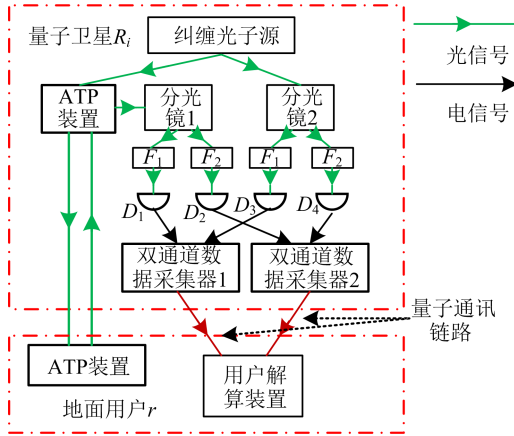 量子卫星Ri
纠缠光子源
光信号
ATP
装置
分光
镜1
分光
镜2
电信号
F1
F2
F1
F2
D1
D2
D3
D4
双通道数
据采集器1
双通道数
据采集器2
量子通讯
链路
ATP装置
用户解
算装置
地面用户r